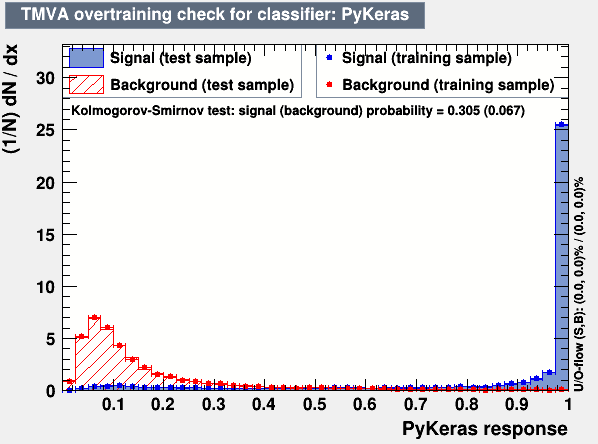 TMVA overtraining check for classifier: PyKeras
Signal (test sample)
Background (test sample)
Signal (training sample)
Background (training sample)
Kolmogorov-Smirnov test: signal (background) probability = 0.305 (0.067)
(1/N) dN / dx
30
25
20
15
10
5
0
0.1 0.2 0.3 0.4 0.5 0.6 0.7 0.8 0.9 1
PyKeras response
U/O-flow (S,B): (0.0, 0.0)% / (0.0, 0.0)%